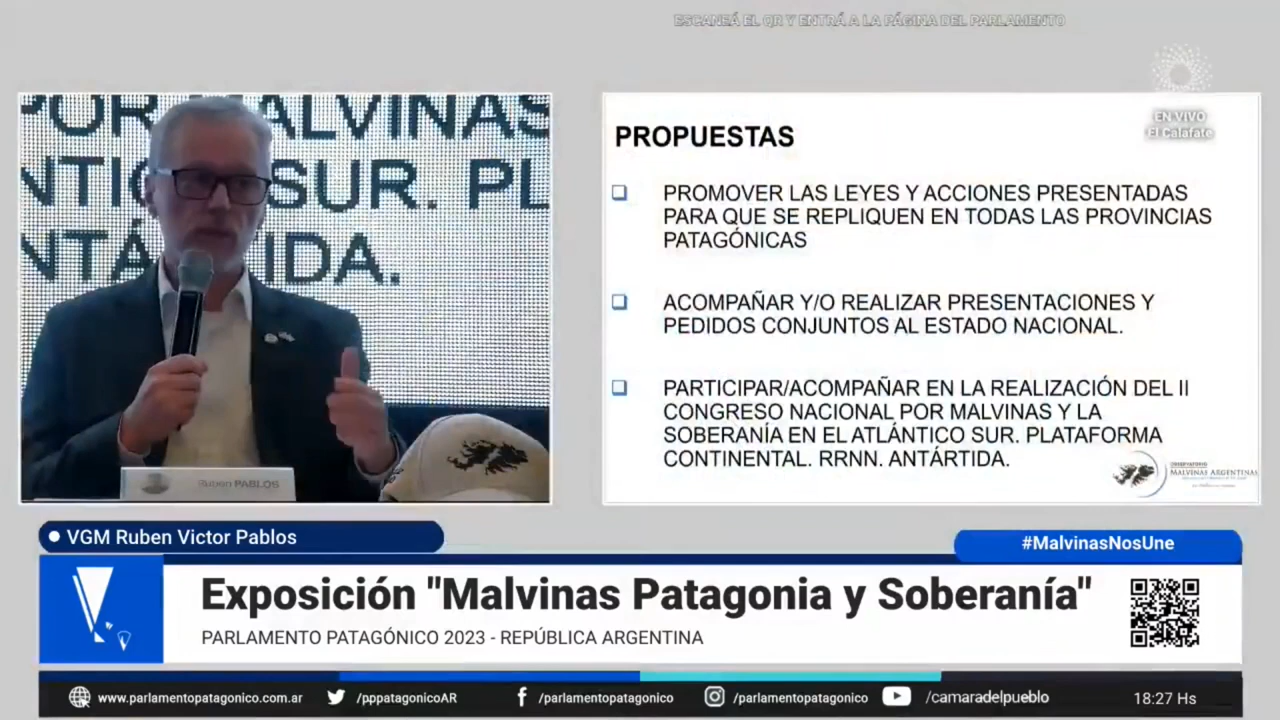 ESCANEÁ EL QR Y ENTRÁ A LA PÁGINA DEL PARLAMENTO
EN VIVO
El Calafate
POR MALVINAS
SUR. PL
IDA.
Ruben PABLOS
PROPUESTAS
PROMOVER LAS LEYES Y ACCIONES PRESENTADAS
PARA QUE SE REPLIQUEN EN TODAS LAS PROVINCIAS
PATAGÓNICAS
ACOMPAÑAR Y/O REALIZAR PRESENTACIONES Y
PEDIDOS CONJUNTOS AL ESTADO NACIONAL.
PARTICIPAR/ACOMPAÑAR EN LA REALIZACIÓN DEL II
CONGRESO NACIONAL POR MALVINAS Y LA
SOBERANÍA EN EL ATLÁNTICO SUR. PLATAFORMA
CONTINENTAL. RRNN. ANTÁRTIDA.
OBSERVATORIO
MALVINAS ARGENTINAS
VGM Ruben Victor Pablos
#MalvinasNosUne
Exposición "Malvinas Patagonia y Soberanía"
PARLAMENTO PATAGÓNICO 2023 - REPÚBLICA ARGENTINA
www.parlamentopatagonico.com.ar /pppatagonicoAR /parlamentopatagonico /parlamentopatagonico /camaradelpueblo 18:27 Hs